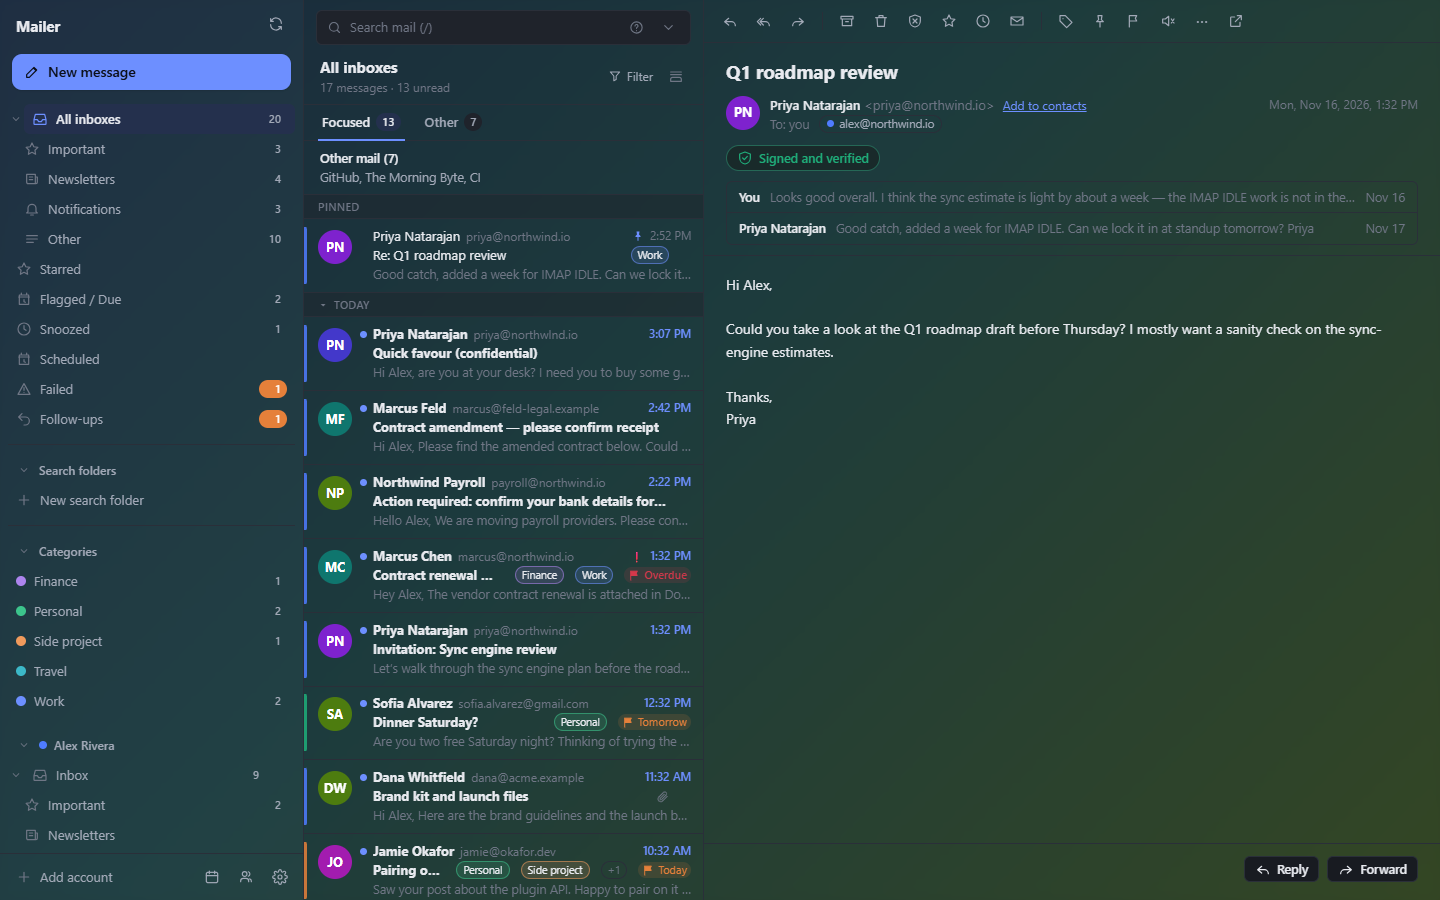 Mailer
New message
All inboxes 20
Important 3
Newsletters 4
Notifications 3
Other 10
Starred
Flagged / Due 2
Snoozed 1
Scheduled
Failed 1
Follow-ups 1
Search folders
New search folder
Categories
Finance 1
Personal 2
Side project 1
Travel
Work 2
Alex Rivera
Inbox 9
Important 2
Newsletters
Add account
Search mail (/)
All inboxes
17 messages · 13 unread
Filter
Focused 13 Other 7
Other mail (7)
GitHub, The Morning Byte, CI
PINNED
PN Priya Natarajan priya@northwind.io 2:52 PM
Re: Q1 roadmap review Work
Good catch, added a week for IMAP IDLE. Can we lock it...
TODAY
PN Priya Natarajan priya@northwlnd.io 3:07 PM
Quick favour (confidential)
Hi Alex, are you at your desk? I need you to buy some g...
MF Marcus Feld marcus@feld-legal.example 2:42 PM
Contract amendment — please confirm receipt
Hi Alex, Please find the amended contract below. Could ...
NP Northwind Payroll payroll@northwind.io 2:22 PM
Action required: confirm your bank details for...
Hello Alex, We are moving payroll providers. Please con...
MC Marcus Chen marcus@northwind.io ! 1:32 PM
Contract renewal ... Finance Work Overdue
Hey Alex, The vendor contract renewal is attached in Do...
PN Priya Natarajan priya@northwind.io 1:32 PM
Invitation: Sync engine review
Let's walk through the sync engine plan before the road...
SA Sofia Alvarez sofia.alvarez@gmail.com 12:32 PM
Dinner Saturday? Personal Tomorrow
Are you two free Saturday night? Thinking of trying the ...
DW Dana Whitfield dana@acme.example 11:32 AM
Brand kit and launch files
Hi Alex, Here are the brand guidelines and the launch b...
JO Jamie Okafor jamie@okafor.dev 10:32 AM
Pairing o... Personal Side project +1 Today
Saw your post about the plugin API. Happy to pair on it ...
Q1 roadmap review
PN Priya Natarajan <priya@northwind.io> Add to contacts Mon, Nov 16, 2026, 1:32 PM
To: you alex@northwind.io
Signed and verified
You Looks good overall. I think the sync estimate is light by about a week — the IMAP IDLE work is not in the... Nov 16
Priya Natarajan Good catch, added a week for IMAP IDLE. Can we lock it in at standup tomorrow? Priya Nov 17
Hi Alex,
Could you take a look at the Q1 roadmap draft before Thursday? I mostly want a sanity check on the sync-
engine estimates.
Thanks,
Priya
Reply Forward